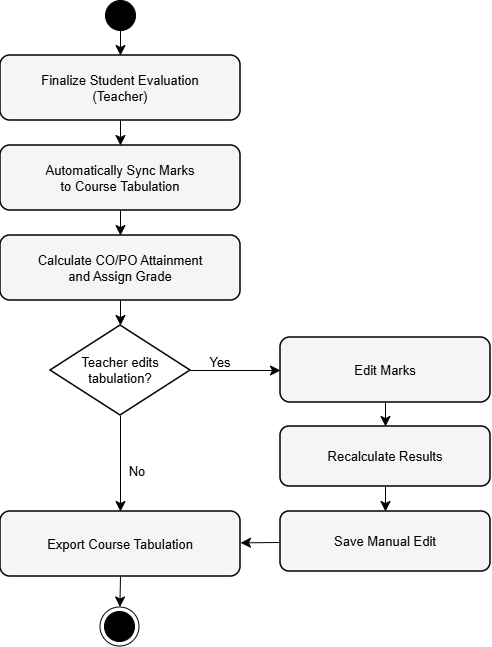 Finalize Student Evaluation
(Teacher)
Automatically Sync Marks
to Course Tabulation
Calculate CO/PO Attainment
and Assign Grade
Teacher edits
tabulation?
Yes
Edit Marks
Recalculate Results
No
Save Manual Edit
Export Course Tabulation